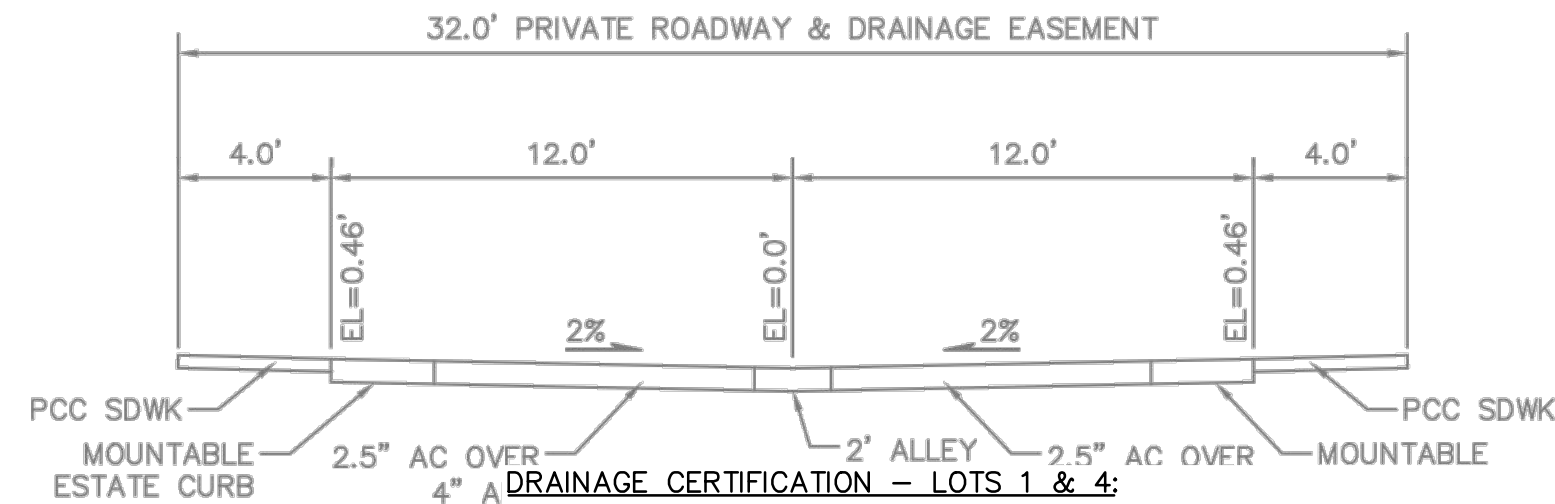 32.0' PRIVATE ROADWAY & DRAINAGE EASEMENT
4.0' 12.0' 12.0' 4.0'
EL=0.46' EL=0.0' EL=0.46'
2% 2%
PCC SDWK PCC SDWK
MOUNTABLE 2.5" AC OVER 2' ALLEY 2.5" AC OVER MOUNTABLE
ESTATE CURB 4" A DRAINAGE CERTIFICATION – LOTS 1 & 4: